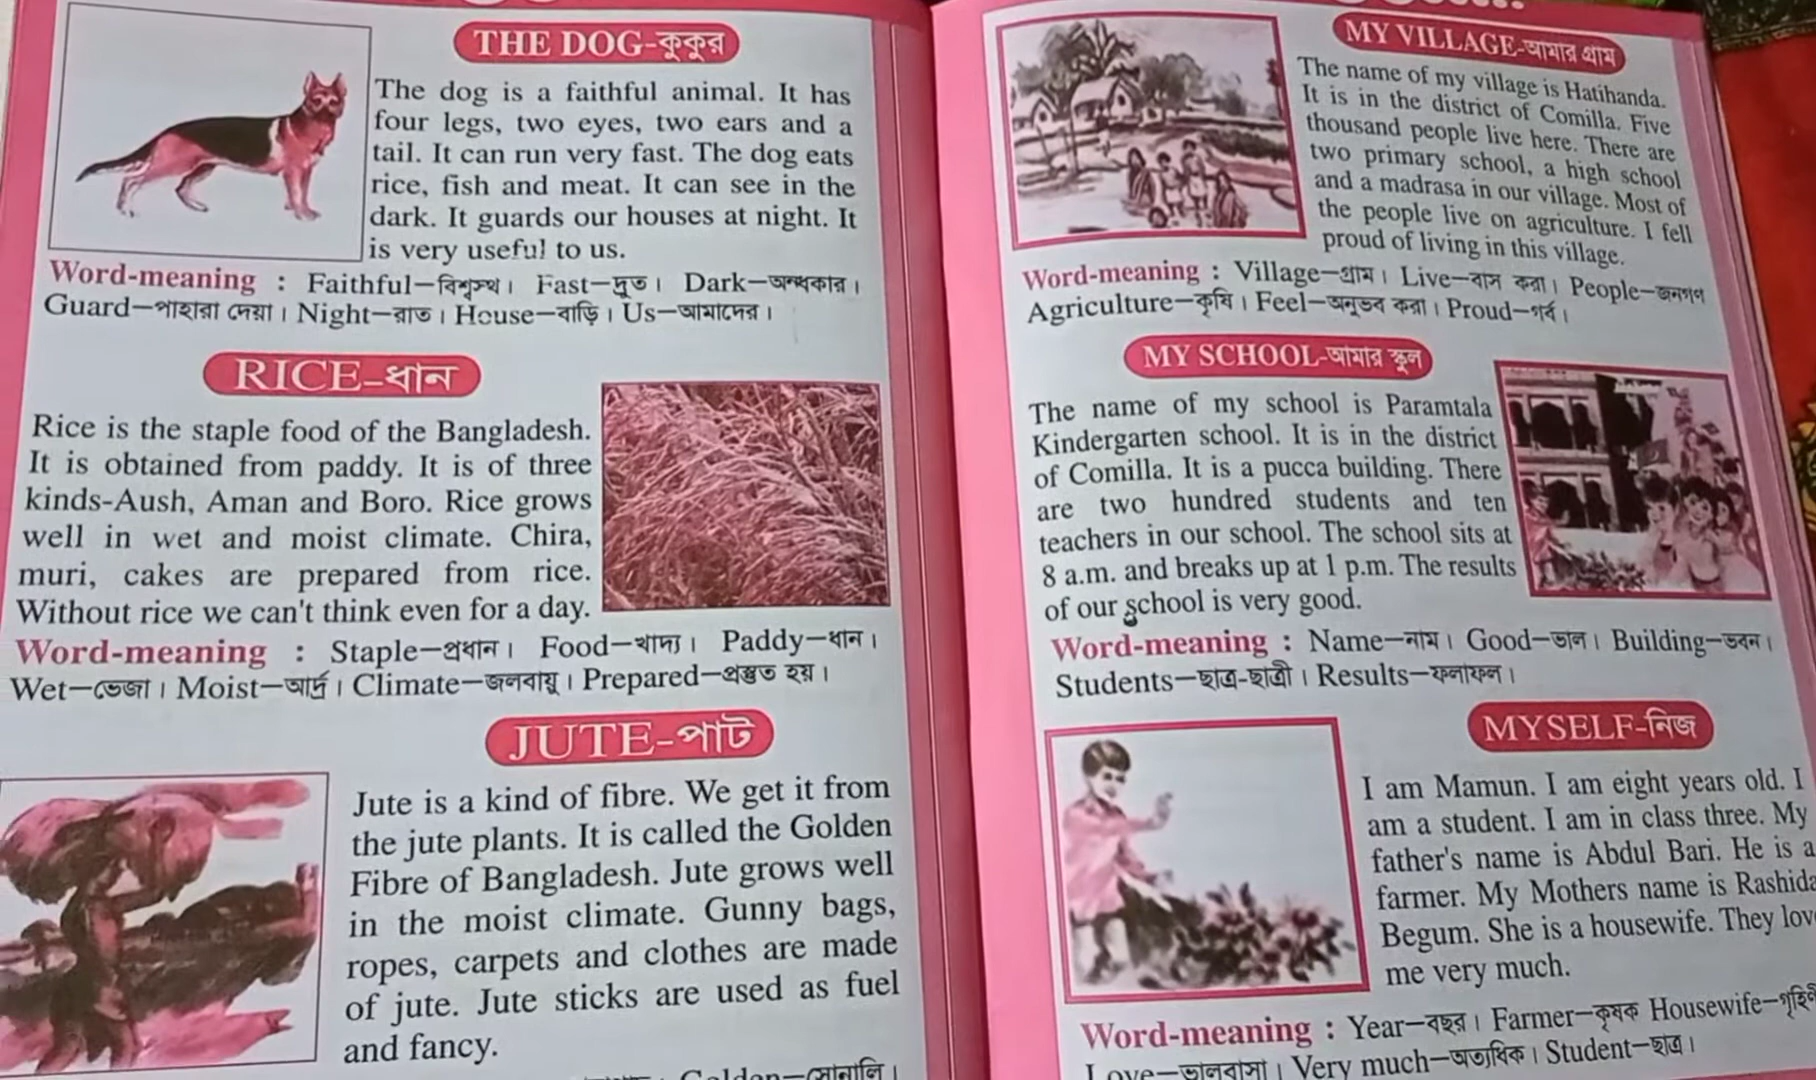 THE DOG-কুকুর
The dog is a faithful animal. It has
four legs, two eyes, two ears and a
tail. It can run very fast. The dog eats
rice, fish and meat. It can see in the
dark. It guards our houses at night. It
is very useful to us.
Word-meaning : Faithful–বিশ্বস্থ। Fast–দ্রুত। Dark–অন্ধকার।
Guard–পাহারা দেয়া। Night–রাত। House–বাড়ি। Us–আমাদের।
RICE-ধান
Rice is the staple food of the Bangladesh.
It is obtained from paddy. It is of three
kinds-Aush, Aman and Boro. Rice grows
well in wet and moist climate. Chira,
muri, cakes are prepared from rice.
Without rice we can't think even for a day.
Word-meaning : Staple–প্রধান। Food–খাদ্য। Paddy–ধান।
Wet–ভেজা। Moist–আর্দ্র। Climate–জলবায়ু। Prepared–প্রস্তুত হয়।
JUTE-পাট
Jute is a kind of fibre. We get it from
the jute plants. It is called the Golden
Fibre of Bangladesh. Jute grows well
in the moist climate. Gunny bags,
ropes, carpets and clothes are made
of jute. Jute sticks are used as fuel
and fancy.
Golden–সোনালি।
MY VILLAGE-আমার গ্রাম
The name of my village is Hatihanda.
It is in the district of Comilla. Five
thousand people live here. There are
two primary school, a high school
and a madrasa in our village. Most of
the people live on agriculture. I fell
proud of living in this village.
Word-meaning : Village–গ্রাম। Live–বাস করা। People–জনগণ
Agriculture–কৃষি। Feel–অনুভব করা। Proud–গর্ব।
MY SCHOOL-আমার স্কুল
The name of my school is Paramtala
Kindergarten school. It is in the district
of Comilla. It is a pucca building. There
are two hundred students and ten
teachers in our school. The school sits at
8 a.m. and breaks up at 1 p.m. The results
of our school is very good.
Word-meaning : Name–নাম। Good–ভাল। Building–ভবন।
Students–ছাত্র-ছাত্রী। Results–ফলাফল।
MYSELF-নিজ
I am Mamun. I am eight years old. I
am a student. I am in class three. My
father's name is Abdul Bari. He is a
farmer. My Mothers name is Rashida
Begum. She is a housewife. They love
me very much.
Word-meaning : Year–বছর। Farmer–কৃষক Housewife–গৃহিণী
Love–ভালবাসা। Very much–অত্যধিক। Student–ছাত্র।